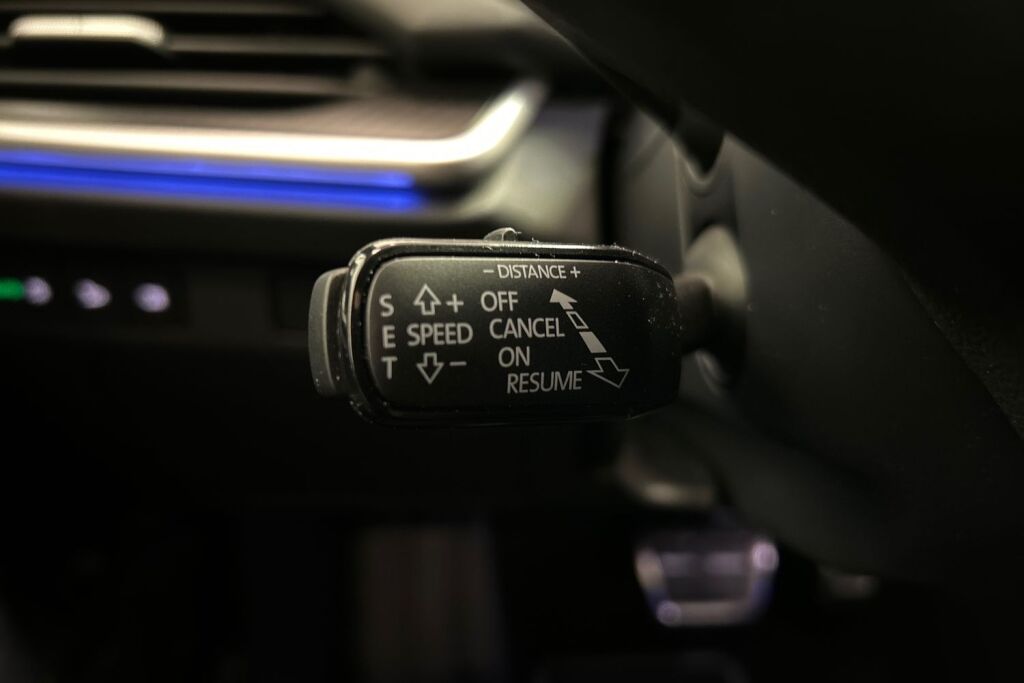 − DISTANCE +
S + OFF
E SPEED CANCEL
T − ON
RESUME